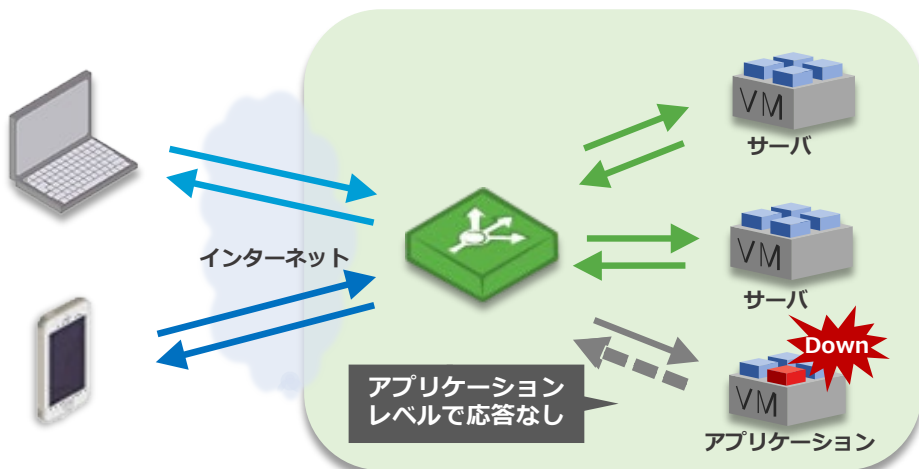 VM
サーバ
インターネット
VM
サーバ
Down
アプリケーション
レベルで応答なし
VM
アプリケーション